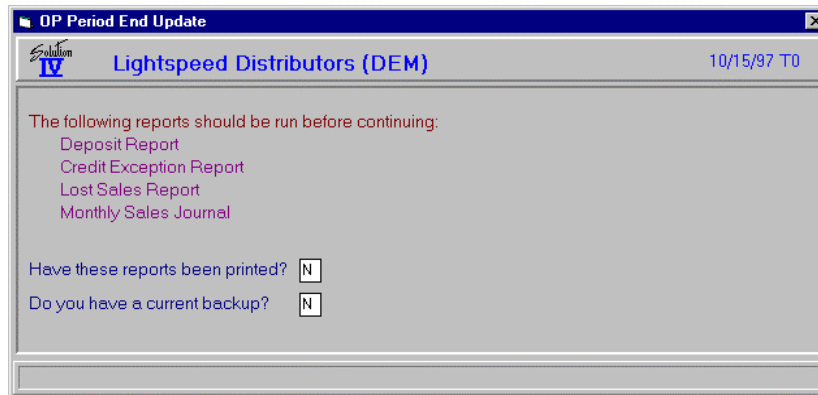 OP Period End Update
Solution IV
Lightspeed Distributors (DEM)
10/15/97 T0
The following reports should be run before continuing:
Deposit Report
Credit Exception Report
Lost Sales Report
Monthly Sales Journal
Have these reports been printed? N
Do you have a current backup? N